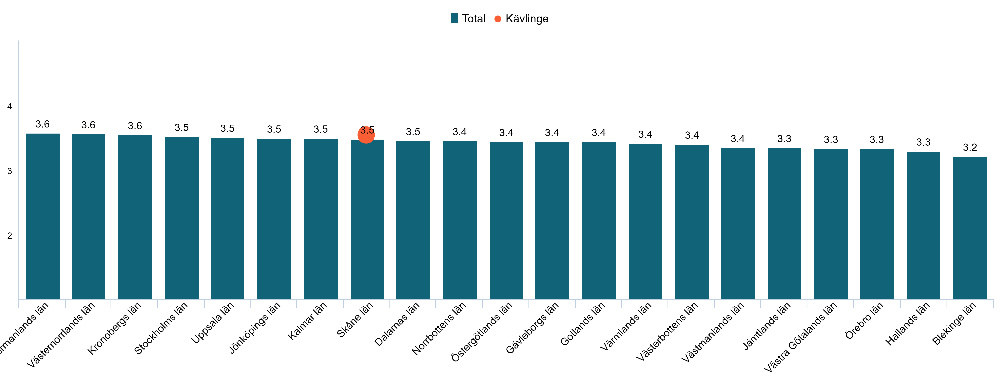 Total Kävlinge
4
3
2
3.6 3.6 3.6 3.5 3.5 3.5 3.5 3.5 3.5 3.4 3.4 3.4 3.4 3.4 3.4 3.4 3.3 3.3 3.3 3.3 3.2
ermanlands län
Västernorrlands län
Kronobergs län
Stockholms län
Uppsala län
Jönköpings län
Kalmar län
Skåne län
Dalarnas län
Norrbottens län
Östergötlands län
Gävleborgs län
Gotlands län
Värmlands län
Västerbottens län
Västmanlands län
Jämtlands län
Västra Götalands län
Örebro län
Hallands län
Blekinge län